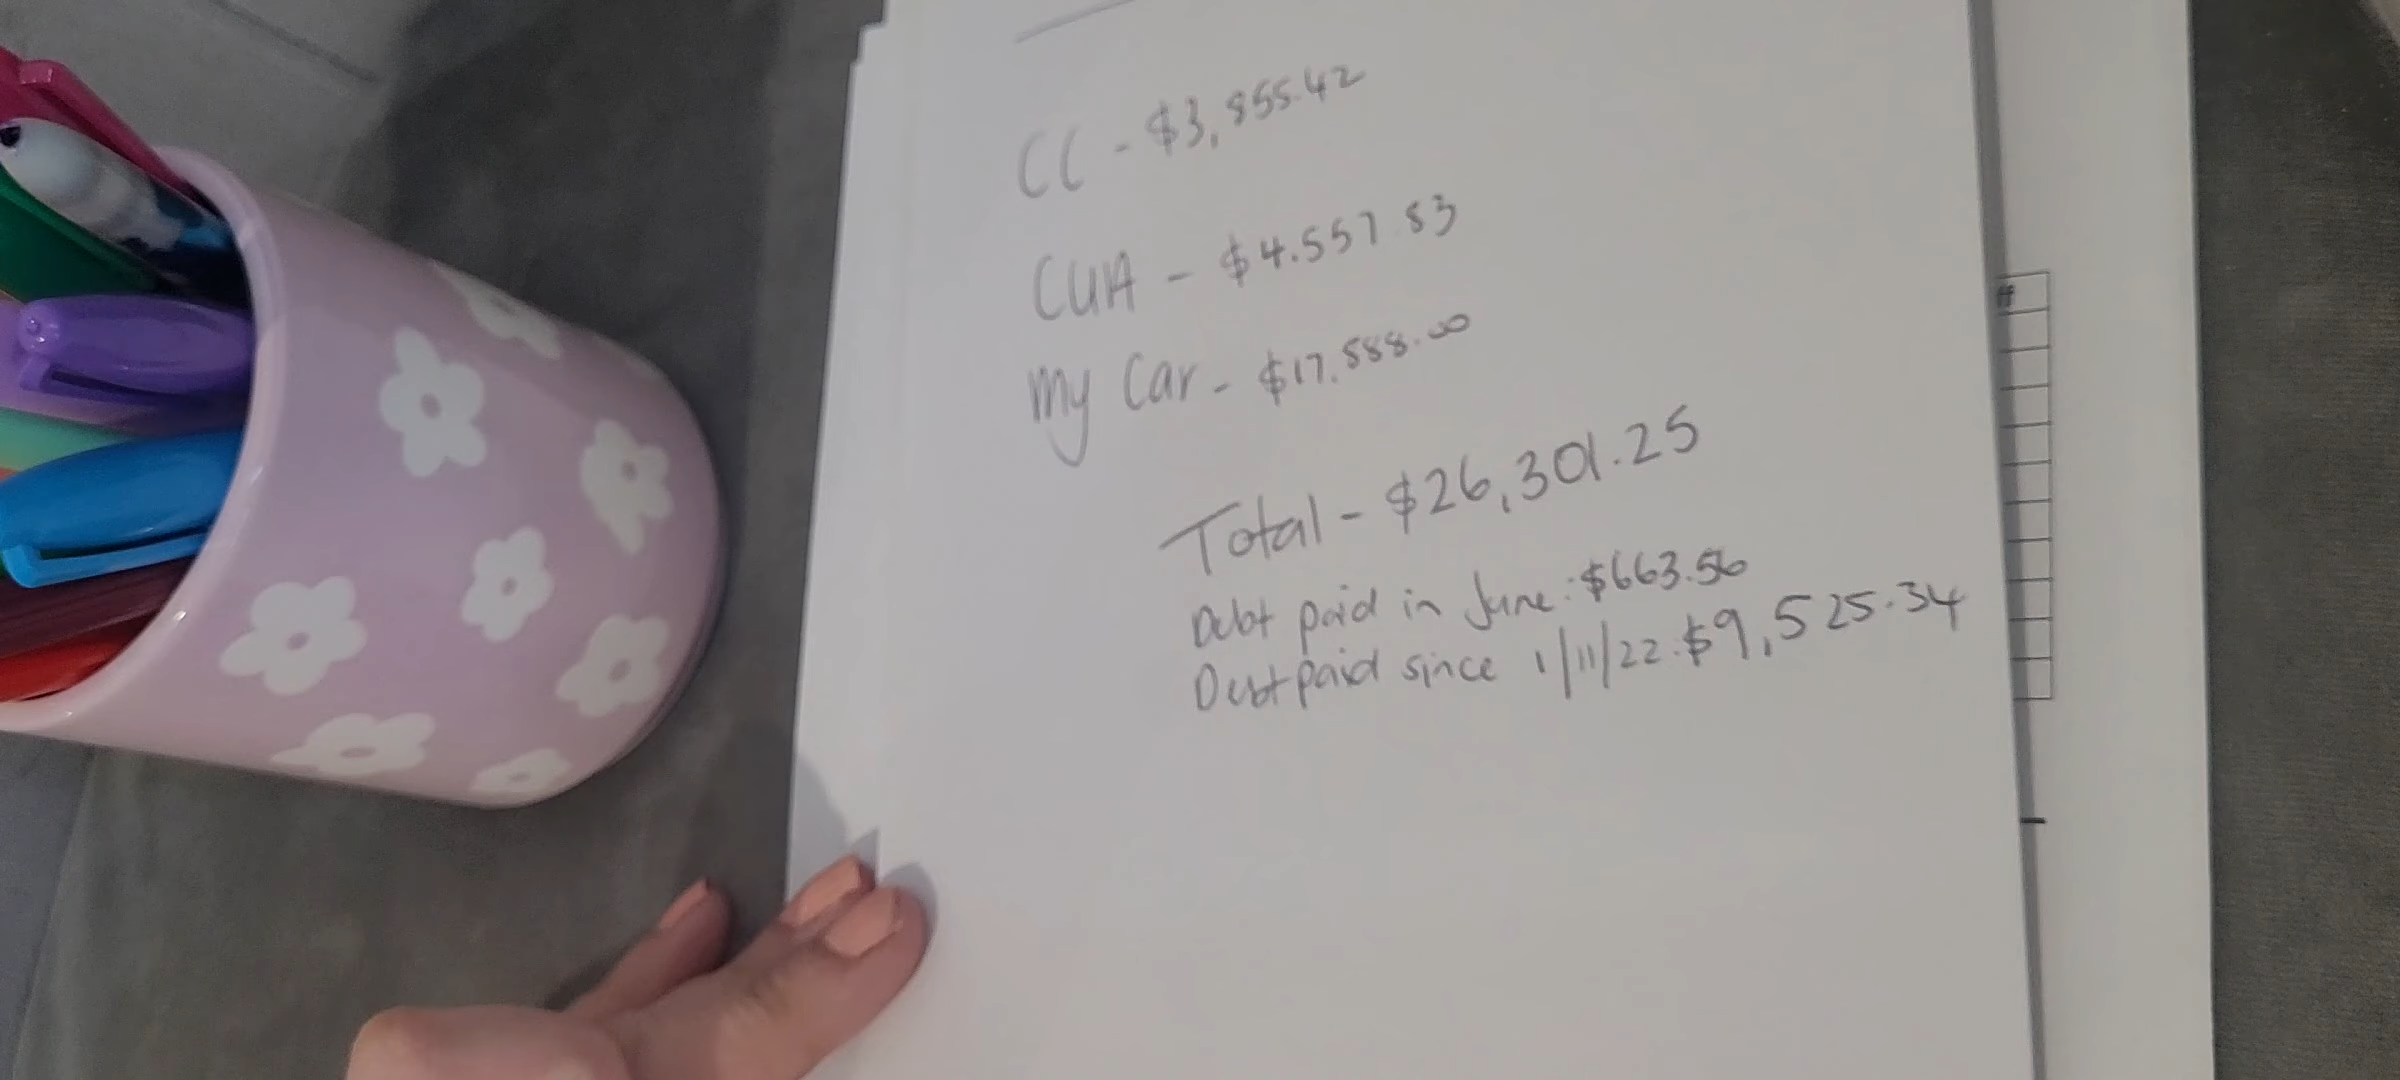 CC - $3,855.42
CUA - $4.557.83
My Car - $17.888.00
Total - $26,301.25
Debt paid in June: $663.56
Debt paid since 1/11/22: $9,525.34